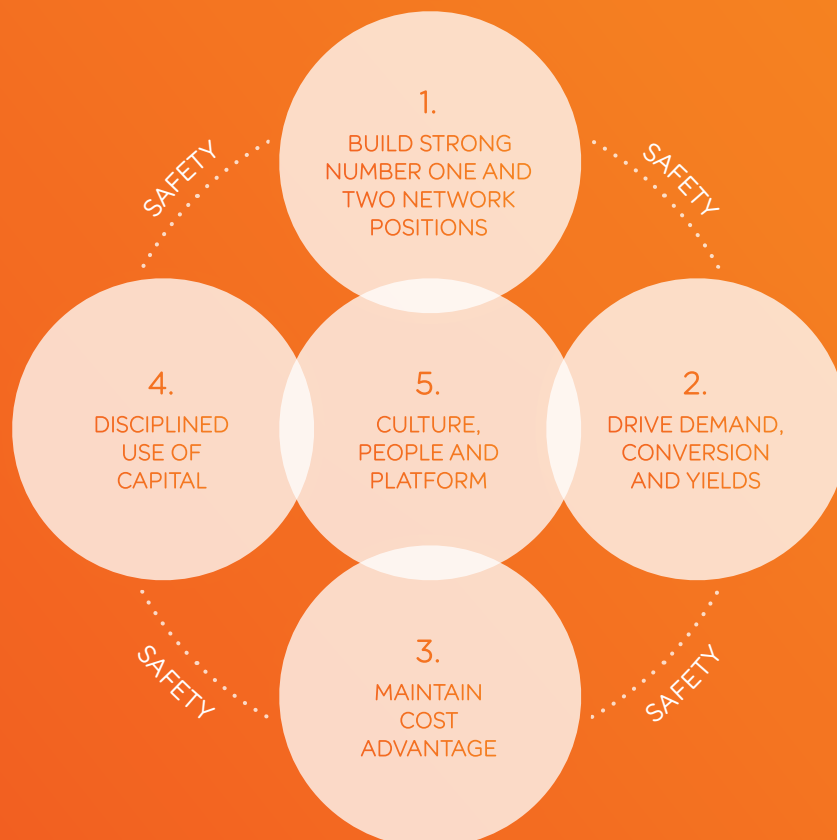 1.
BUILD STRONG
NUMBER ONE AND
TWO NETWORK
POSITIONS
SAFETY
SAFETY
4.
DISCIPLINED
USE OF
CAPITAL
5.
CULTURE,
PEOPLE AND
PLATFORM
2.
DRIVE DEMAND,
CONVERSION
AND YIELDS
SAFETY
SAFETY
3.
MAINTAIN
COST
ADVANTAGE